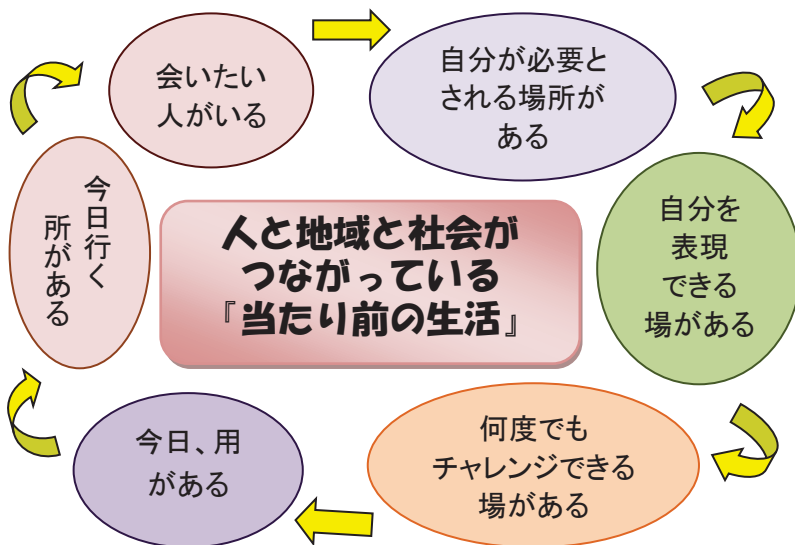 会いたい
人がいる
自分が必要と
される場所が
ある
自分を
表現
できる
場がある
何度でも
チャレンジできる
場がある
今日、用
がある
今日行く
所がある
人と地域と社会が
つながっている
『当たり前の生活』